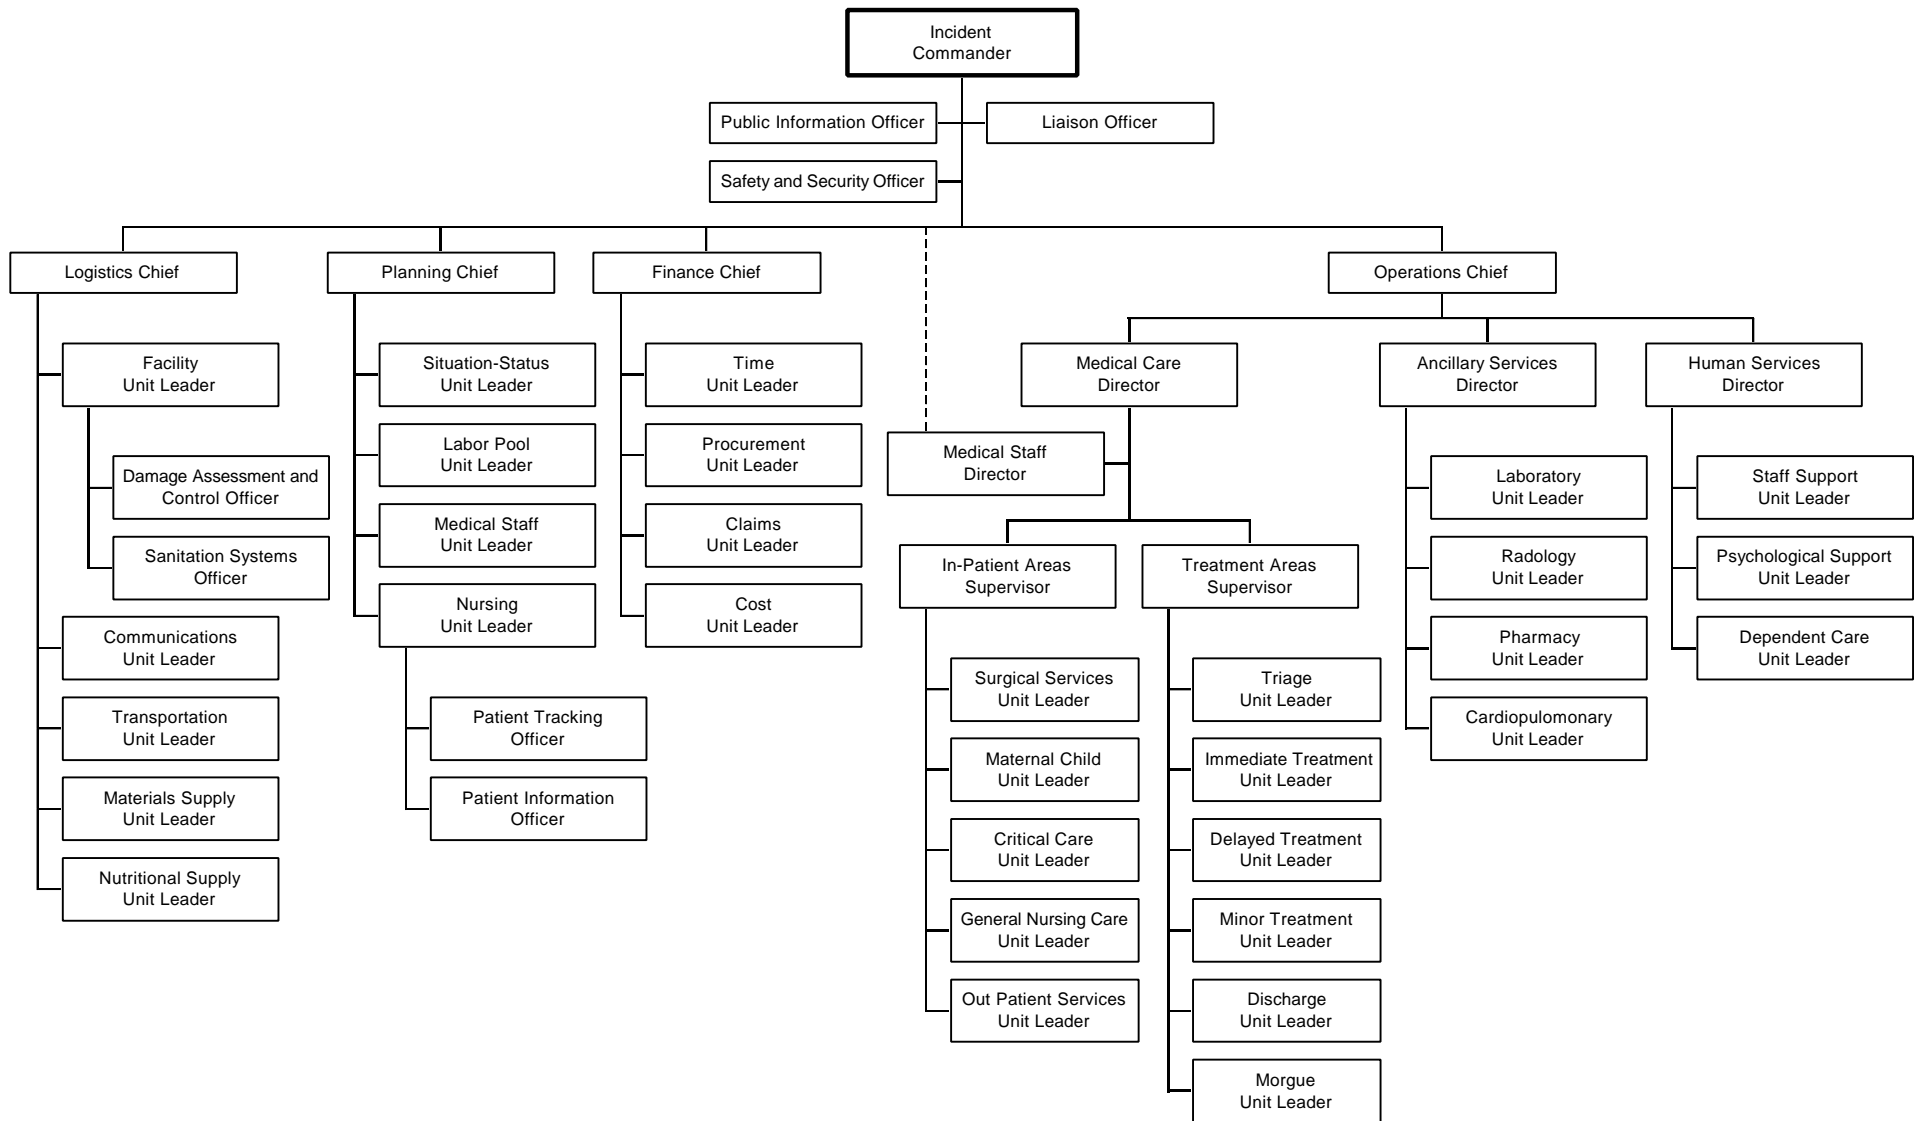 Incident
Commander
Public Information Officer
Liaison Officer
Safety and Security Officer
Logistics Chief
Planning Chief
Finance Chief
Operations Chief
Facility
Unit Leader
Damage Assessment and
Control Officer
Sanitation Systems
Officer
Communications
Unit Leader
Transportation
Unit Leader
Materials Supply
Unit Leader
Nutritional Supply
Unit Leader
Situation-Status
Unit Leader
Labor Pool
Unit Leader
Medical Staff
Unit Leader
Nursing
Unit Leader
Patient Tracking
Officer
Patient Information
Officer
Time
Unit Leader
Procurement
Unit Leader
Claims
Unit Leader
Cost
Unit Leader
Medical Care
Director
Medical Staff
Director
In-Patient Areas
Supervisor
Surgical Services
Unit Leader
Maternal Child
Unit Leader
Critical Care
Unit Leader
General Nursing Care
Unit Leader
Out Patient Services
Unit Leader
Treatment Areas
Supervisor
Triage
Unit Leader
Immediate Treatment
Unit Leader
Delayed Treatment
Unit Leader
Minor Treatment
Unit Leader
Discharge
Unit Leader
Morgue
Unit Leader
Ancillary Services
Director
Laboratory
Unit Leader
Radology
Unit Leader
Pharmacy
Unit Leader
Cardiopulomonary
Unit Leader
Human Services
Director
Staff Support
Unit Leader
Psychological Support
Unit Leader
Dependent Care
Unit Leader